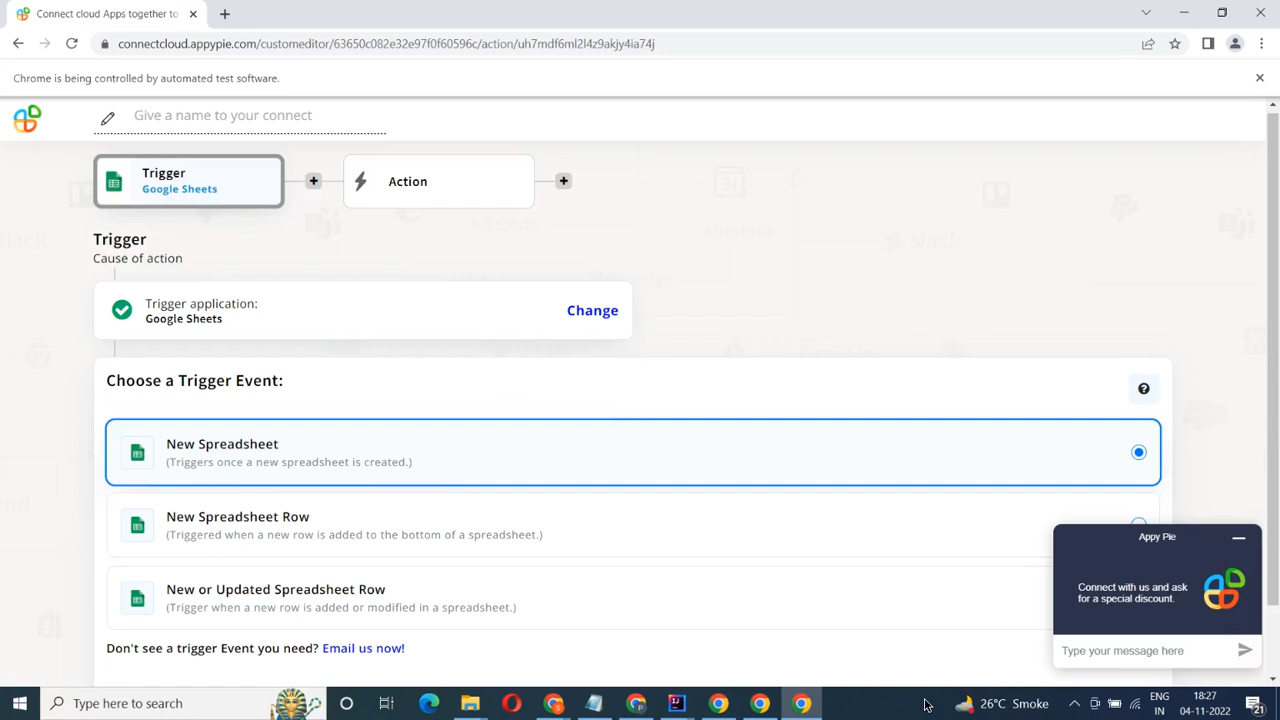 Connect cloud Apps together to
connectcloud.appypie.com/customeditor/63650c082e32e97f0f60596c/action/uh7mdf6ml2l4z9akjy4ia74j
Chrome is being controlled by automated test software.
Give a name to your connect
Trigger
Google Sheets
Action
Trigger
Cause of action
Trigger application:
Google Sheets
Change
Choose a Trigger Event:
New Spreadsheet
(Triggers once a new spreadsheet is created.)
New Spreadsheet Row
(Triggered when a new row is added to the bottom of a spreadsheet.)
New or Updated Spreadsheet Row
(Trigger when a new row is added or modified in a spreadsheet.)
Don't see a trigger Event you need? Email us now!
Appy Pie
Connect with us and ask
for a special discount.
Type your message here
Type here to search
26°C Smoke
ENG
IN
18:27
04-11-2022
21